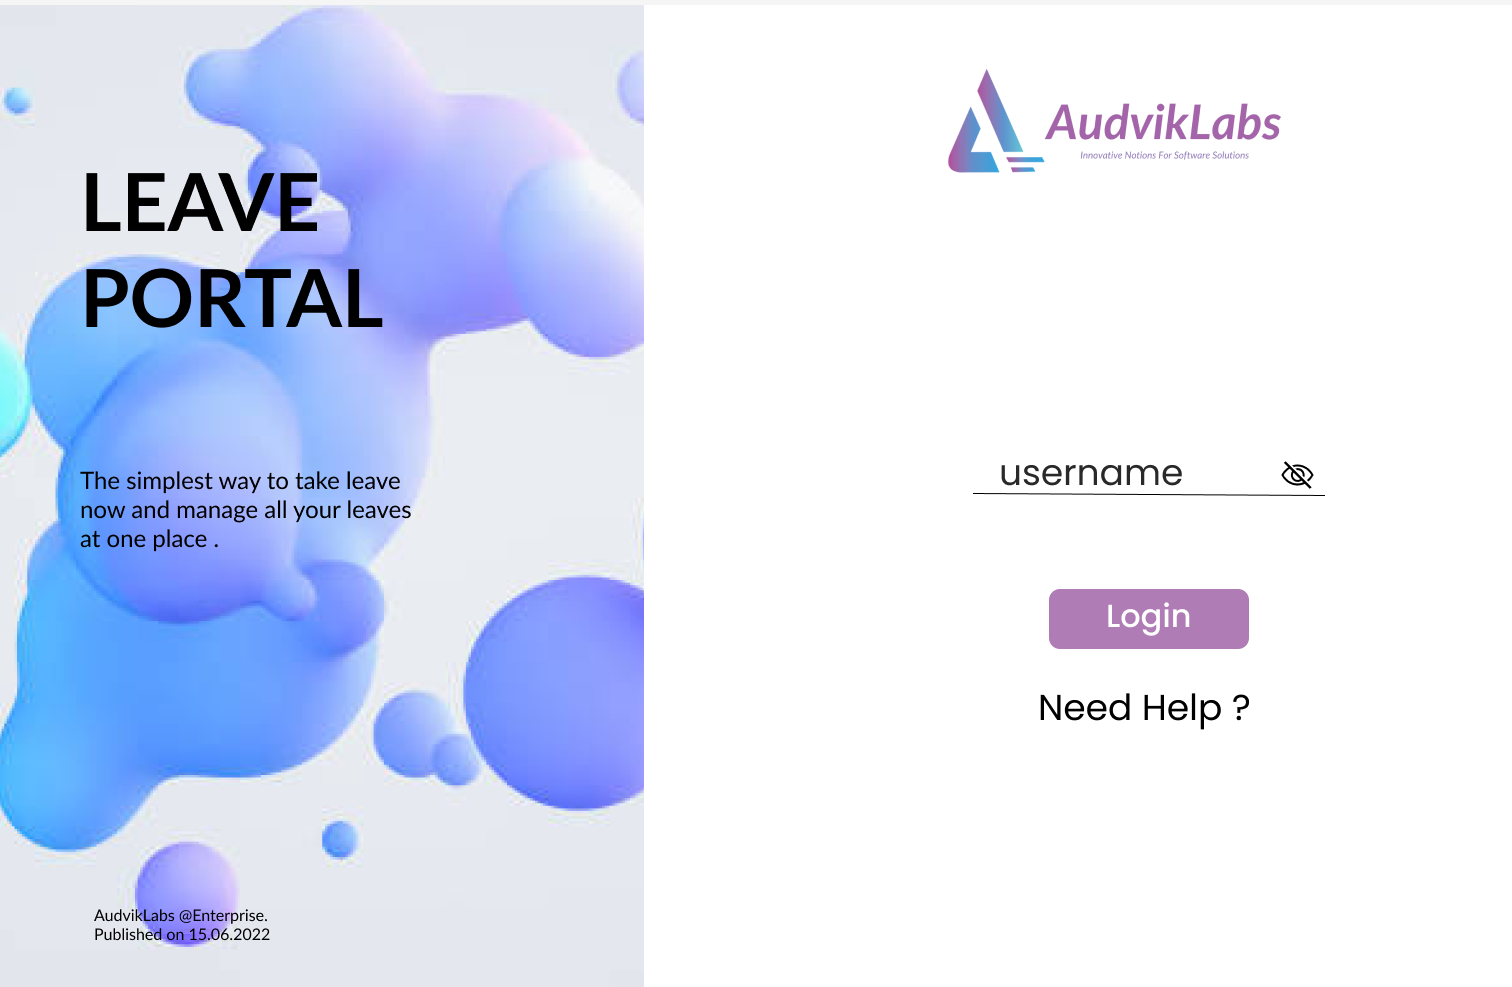 LEAVE
PORTAL
The simplest way to take leave
now and manage all your leaves
at one place .
AudvikLabs @Enterprise.
Published on 15.06.2022
AudvikLabs
Innovative Notions For Software Solutions
username
Login
Need Help ?